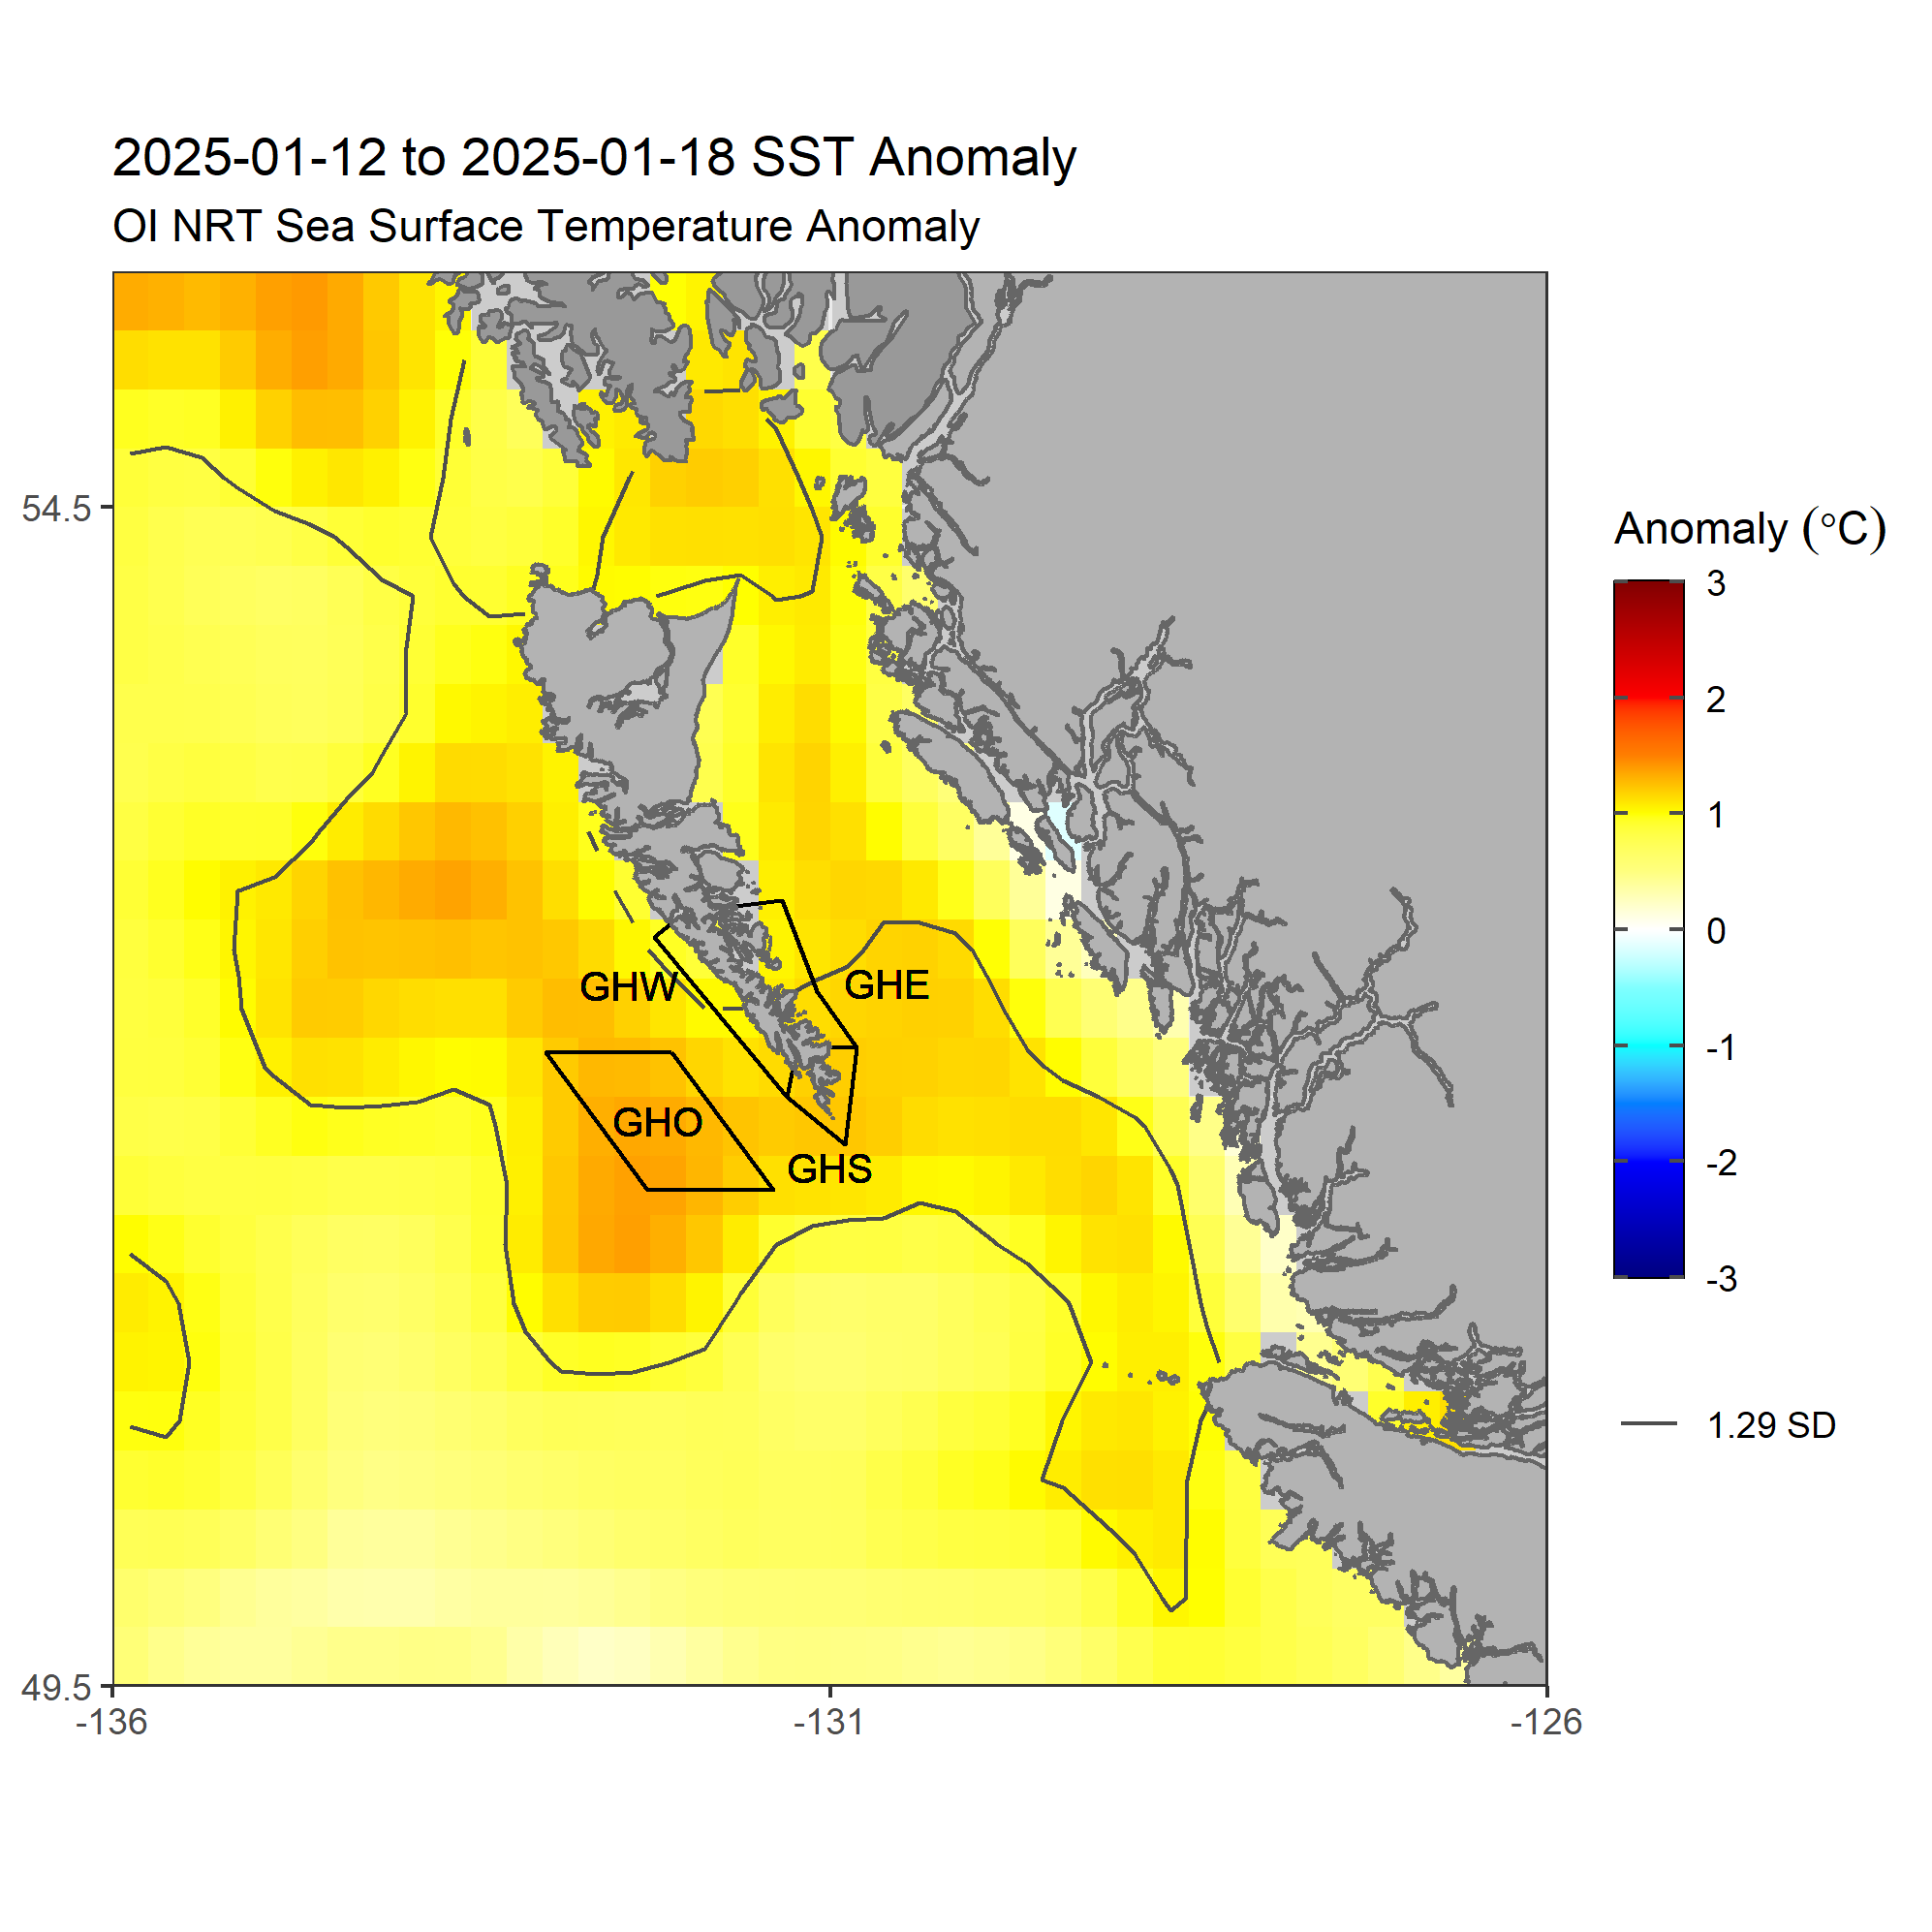 2025-01-12 to 2025-01-18 SST Anomaly
OI NRT Sea Surface Temperature Anomaly
54.5
49.5
-136
-131
-126
GHW
GHE
GHO
GHS
Anomaly (°C)
3
2
1
0
-1
-2
-3
1.29 SD